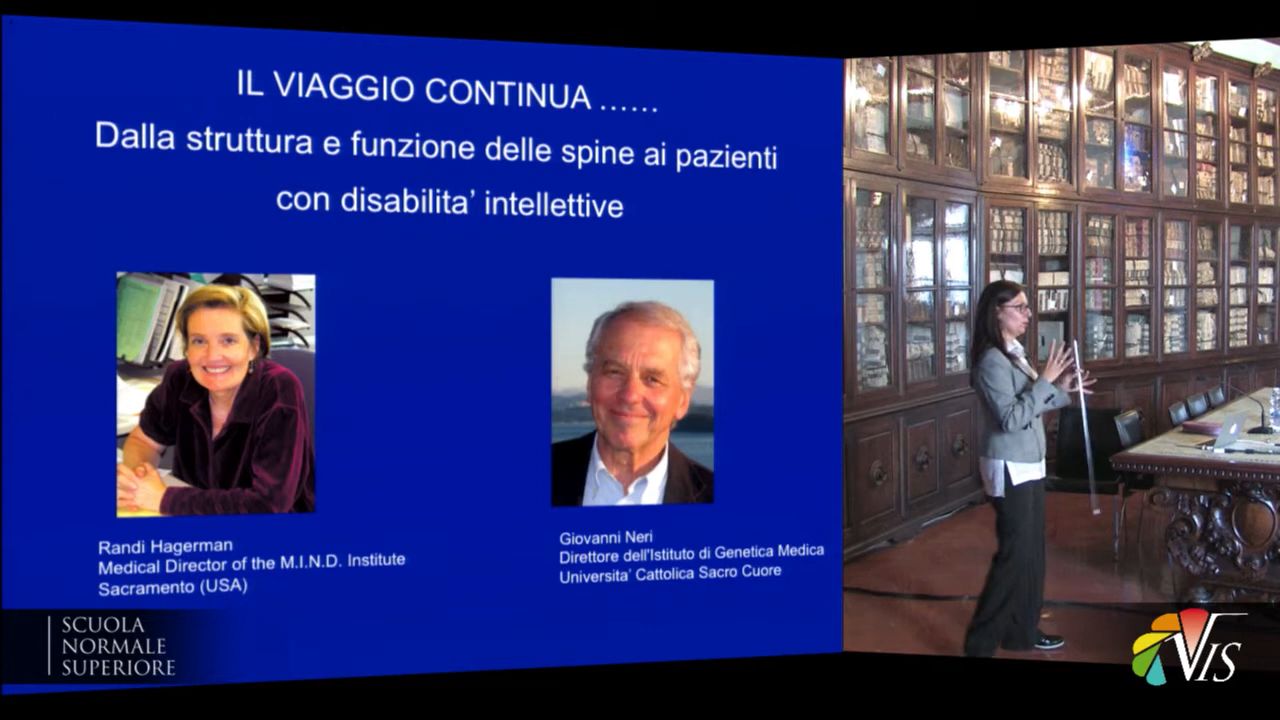 IL VIAGGIO CONTINUA ......
Dalla struttura e funzione delle spine ai pazienti
con disabilita' intellettive
Randi Hagerman
Medical Director of the M.I.N.D. Institute
Sacramento (USA)
Giovanni Neri
Direttore dell'Istituto di Genetica Medica
Universita' Cattolica Sacro Cuore
SCUOLA
NORMALE
SUPERIORE
VIS